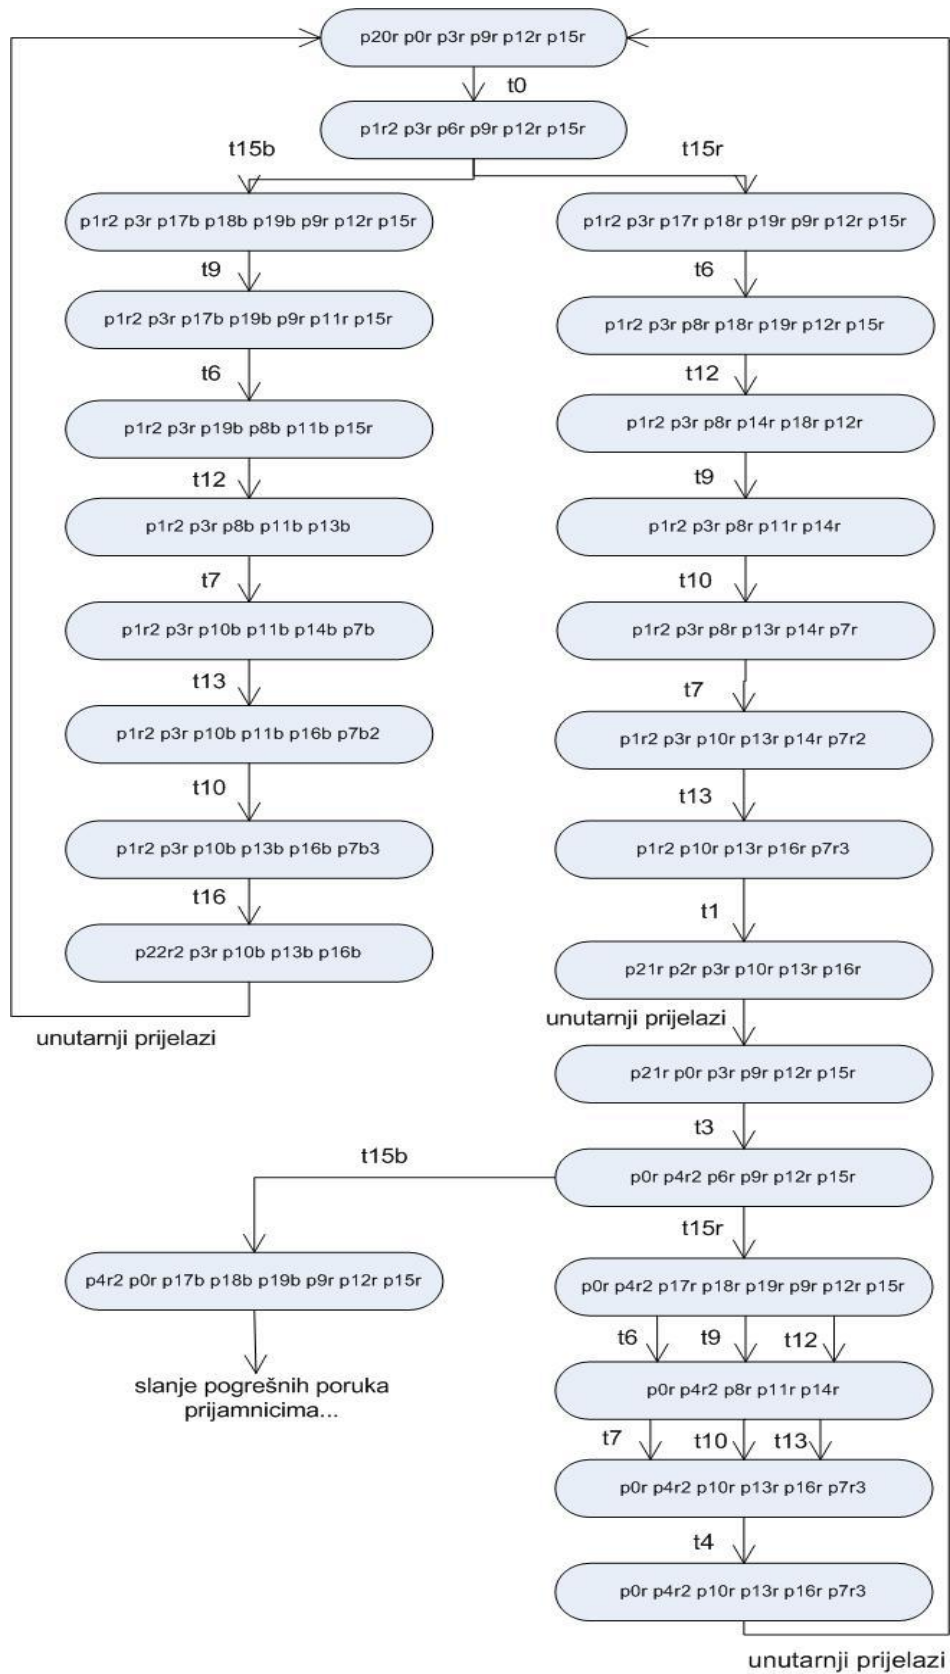 p20r p0r p3r p9r p12r p15r
t0
p1r2 p3r p6r p9r p12r p15r
t15b
t15r
p1r2 p3r p17b p18b p19b p9r p12r p15r
p1r2 p3r p17r p18r p19r p9r p12r p15r
t9
t6
p1r2 p3r p17b p19b p9r p11r p15r
p1r2 p3r p8r p18r p19r p12r p15r
t6
t12
p1r2 p3r p19b p8b p11b p15r
p1r2 p3r p8r p14r p18r p12r
t12
t9
p1r2 p3r p8b p11b p13b
p1r2 p3r p8r p11r p14r
t7
t10
p1r2 p3r p10b p11b p14b p7b
p1r2 p3r p8r p13r p14r p7r
t13
t7
p1r2 p3r p10b p11b p16b p7b2
p1r2 p3r p10r p13r p14r p7r2
t10
t13
p1r2 p3r p10b p13b p16b p7b3
p1r2 p10r p13r p16r p7r3
t16
t1
p22r2 p3r p10b p13b p16b
p21r p2r p3r p10r p13r p16r
unutarnji prijelazi
unutarnji prijelazi
p21r p0r p3r p9r p12r p15r
t3
t15b
p0r p4r2 p6r p9r p12r p15r
t15r
p4r2 p0r p17b p18b p19b p9r p12r p15r
p0r p4r2 p17r p18r p19r p9r p12r p15r
t6 t9 t12
slanje pogrešnih poruka
prijamnicima...
p0r p4r2 p8r p11r p14r
t7 t10 t13
p0r p4r2 p10r p13r p16r p7r3
t4
p0r p4r2 p10r p13r p16r p7r3
unutarnji prijelazi